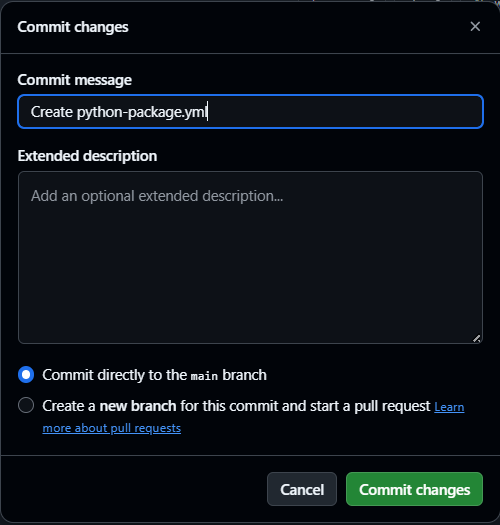 Commit changes
Commit message
Create python-package.yml
Extended description
Add an optional extended description...
Commit directly to the main branch
Create a new branch for this commit and start a pull request Learn
more about pull requests
Cancel
Commit changes